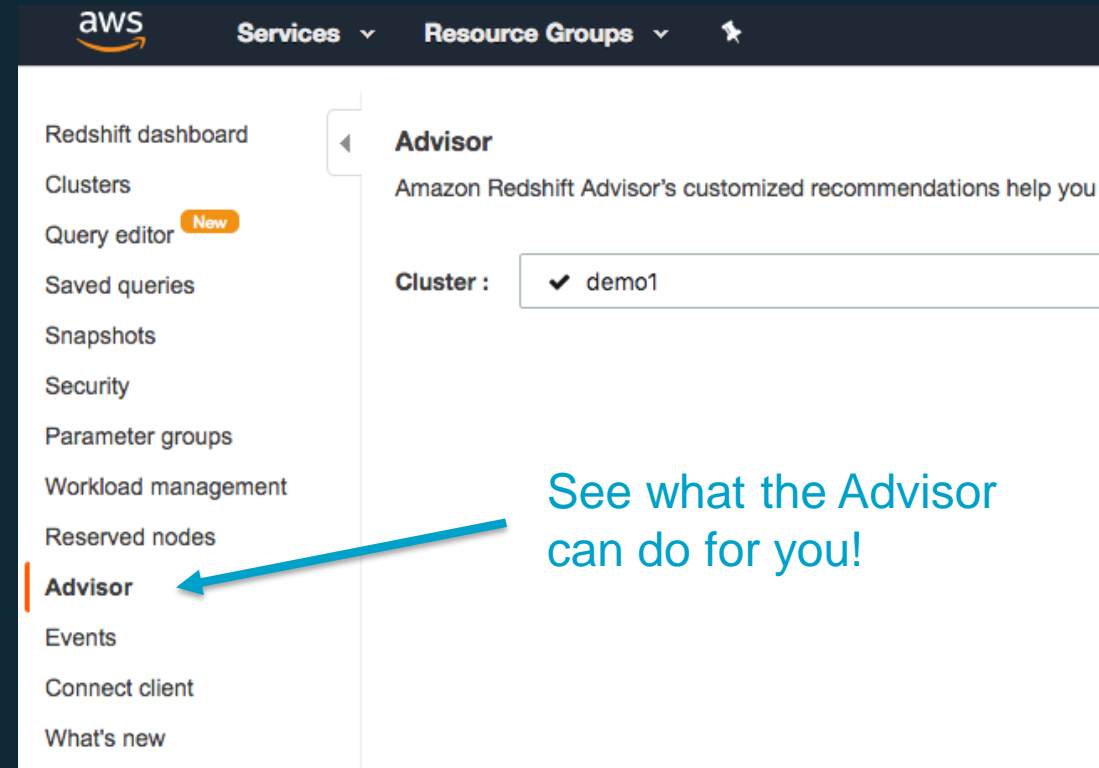 aws
Services
Resource Groups
Redshift dashboard
Clusters
Query editor New
Saved queries
Snapshots
Security
Parameter groups
Workload management
Reserved nodes
Advisor
Events
Connect client
What's new
Advisor
Amazon Redshift Advisor's customized recommendations help you
Cluster :
demo1
See what the Advisor
can do for you!